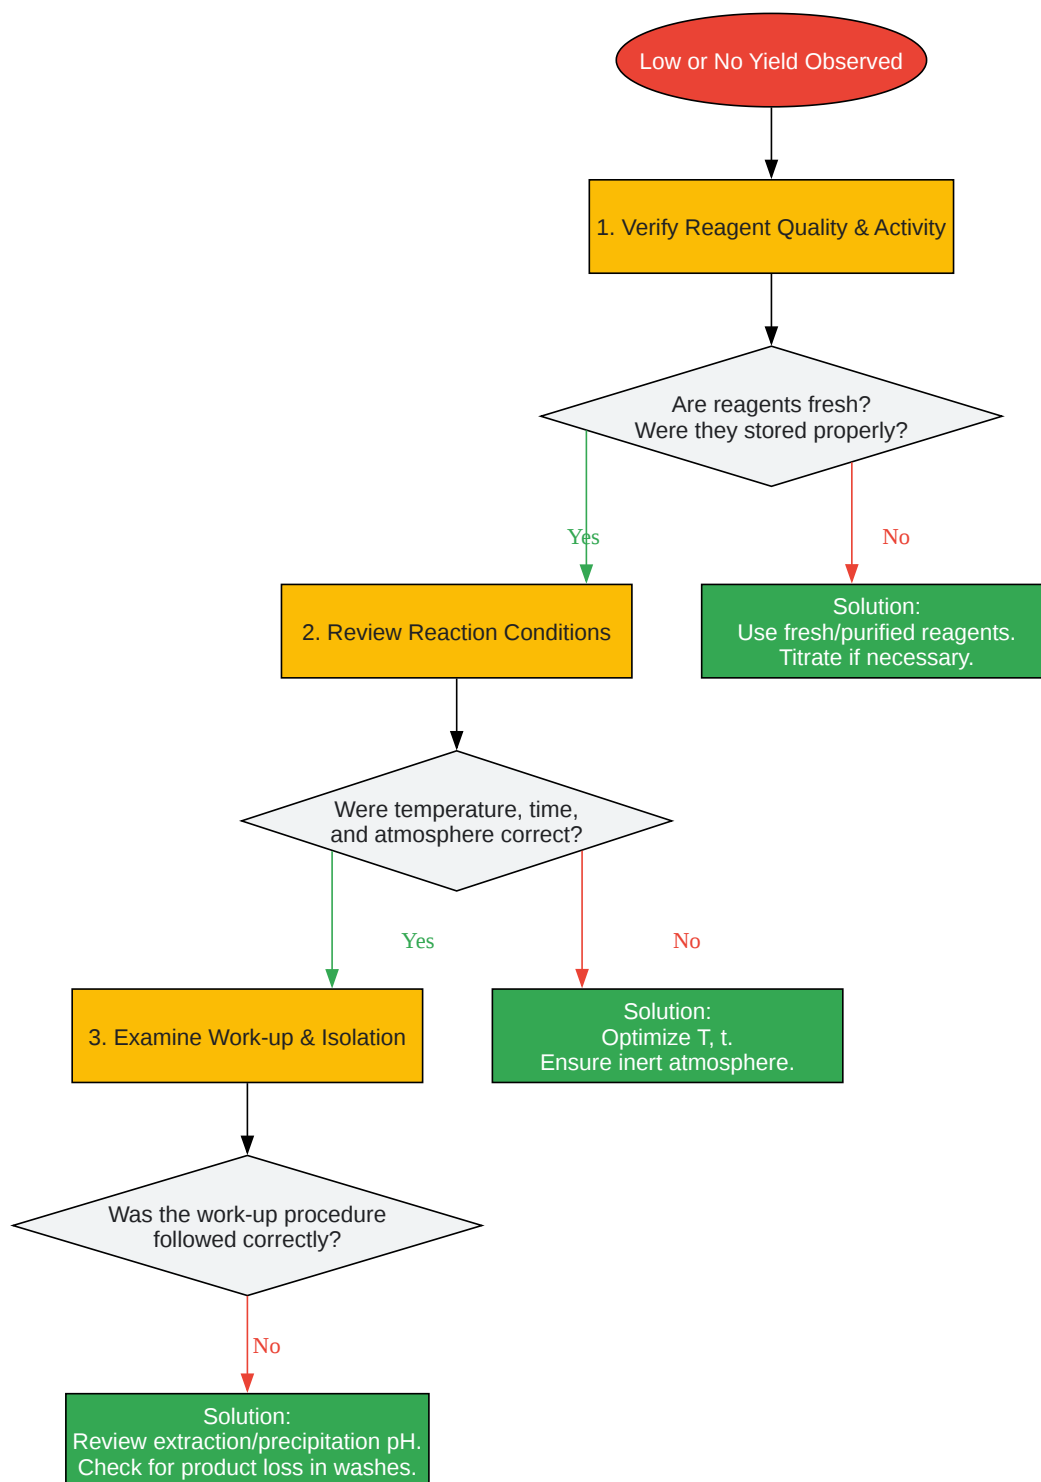 Low or No Yield Observed
1. Verify Reagent Quality & Activity
Are reagents fresh?
Were they stored properly?
Yes
No
2. Review Reaction Conditions
Solution:
Use fresh/purified reagents.
Titrate if necessary.
Were temperature, time,
and atmosphere correct?
Yes
No
3. Examine Work-up & Isolation
Solution:
Optimize T, t.
Ensure inert atmosphere.
Was the work-up procedure
followed correctly?
No
Solution:
Review extraction/precipitation pH.
Check for product loss in washes.